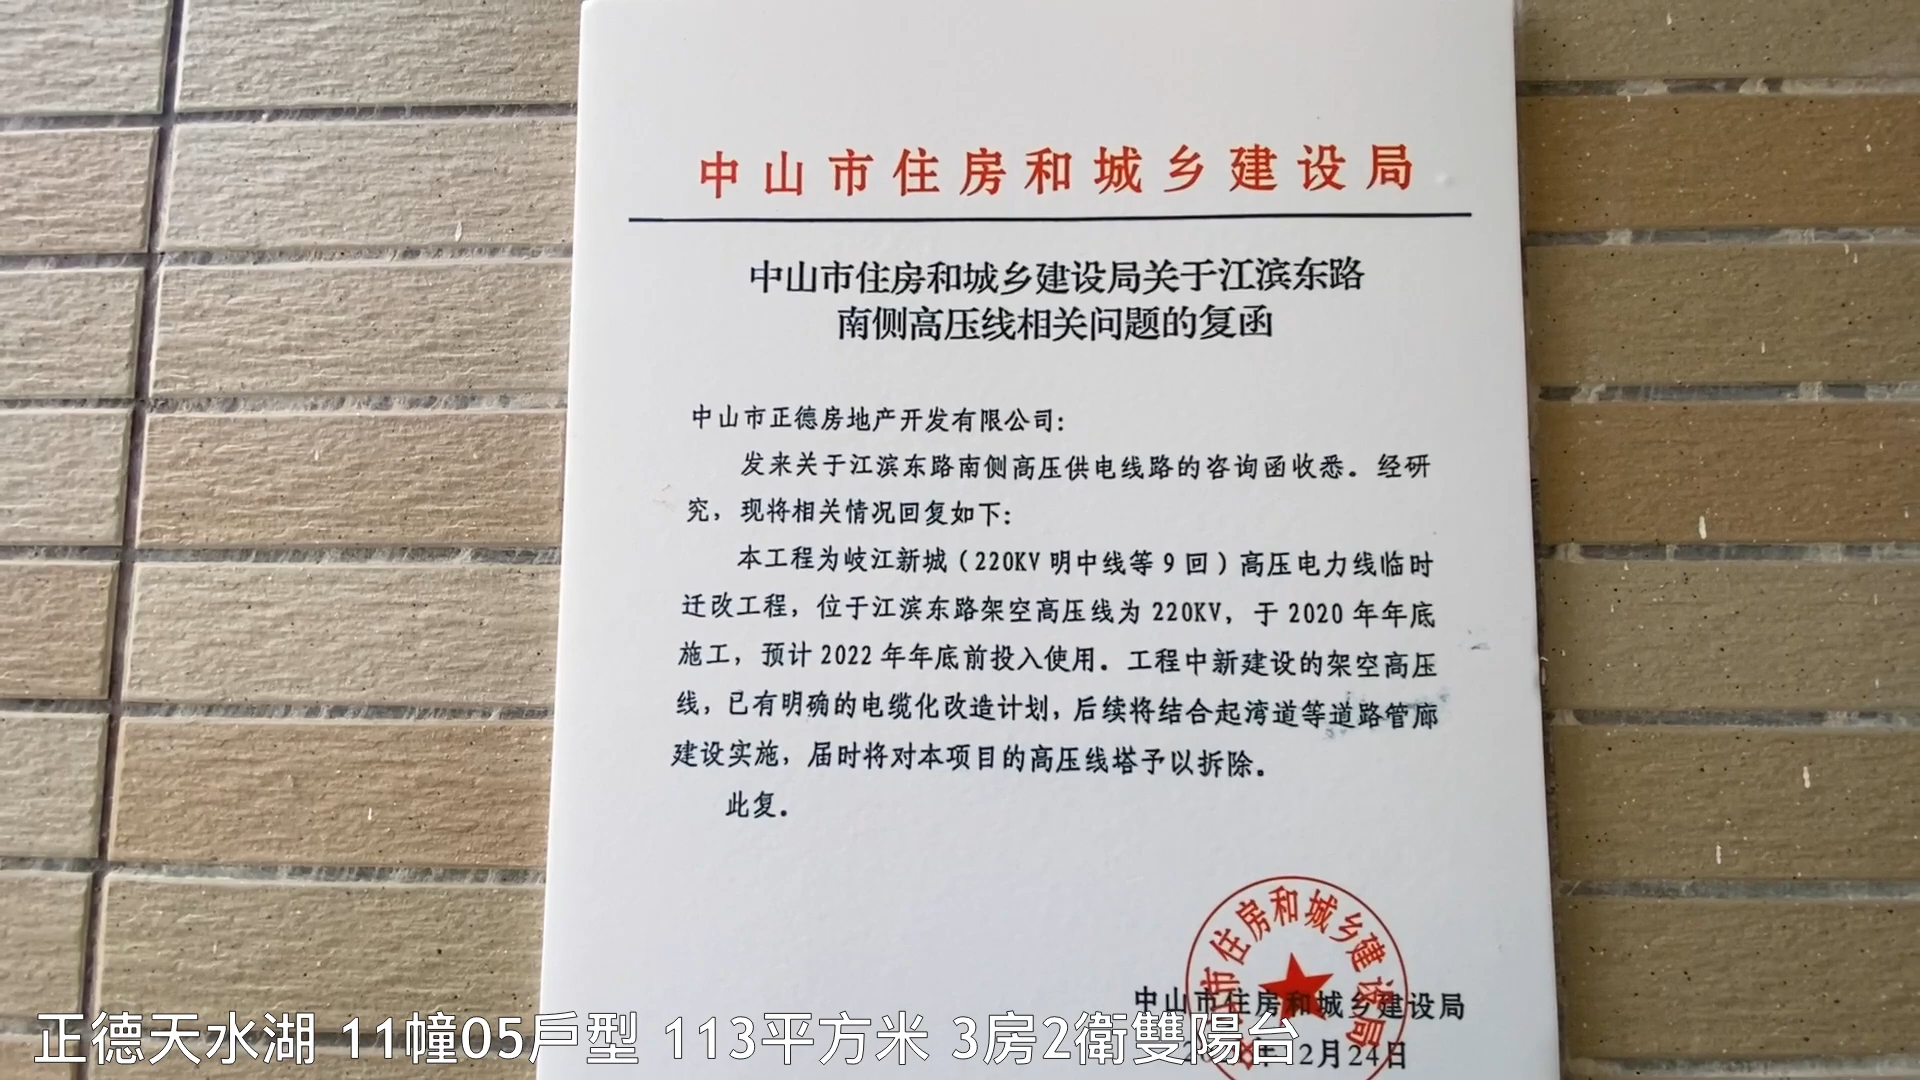 中山市住房和城乡建设局
中山市住房和城乡建设局关于江滨东路
南侧高压线相关问题的复函
中山市正德房地产开发有限公司：
发来关于江滨东路南侧高压供电线路的咨询函收悉。经研
究，现将相关情况回复如下：
本工程为岐江新城（220KV明中线等9回）高压电力线临时
迁改工程，位于江滨东路架空高压线为220KV，于2020年年底
施工，预计2022年年底前投入使用。工程中新建设的架空高压
线，已有明确的电缆化改造计划，后续将结合起湾道等道路管廊
建设实施，届时将对本项目的高压线塔予以拆除。
此复。
市住房和城乡建设局
中山市住房和城乡建设局
年2月24日
正德天水湖 11幢05戶型 113平方米 3房2衛雙陽台